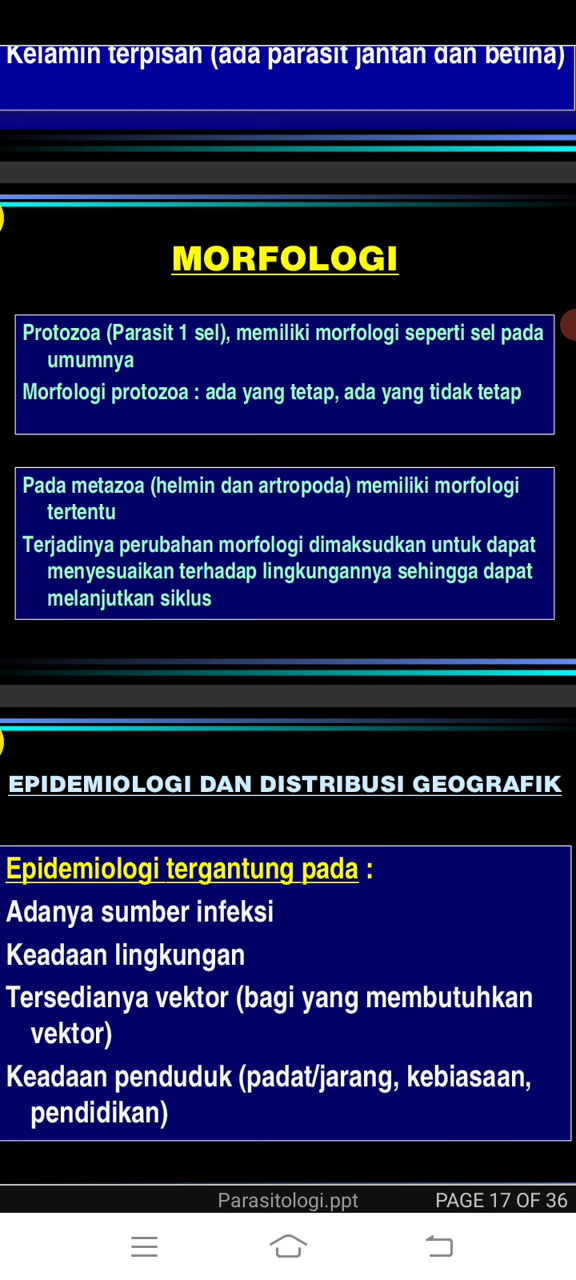 Kelamin terpisah (ada parasit jantan dan betina)
MORFOLOGI
Protozoa (Parasit 1 sel), memiliki morfologi seperti sel pada
umumnya
Morfologi protozoa : ada yang tetap, ada yang tidak tetap
Pada metazoa (helmin dan artropoda) memiliki morfologi
tertentu
Terjadinya perubahan morfologi dimaksudkan untuk dapat
menyesuaikan terhadap lingkungannya sehingga dapat
melanjutkan siklus
EPIDEMIOLOGI DAN DISTRIBUSI GEOGRAFIK
Epidemiologi tergantung pada :
Adanya sumber infeksi
Keadaan lingkungan
Tersedianya vektor (bagi yang membutuhkan
vektor)
Keadaan penduduk (padat/jarang, kebiasaan,
pendidikan)
Parasitologi.ppt PAGE 17 OF 36